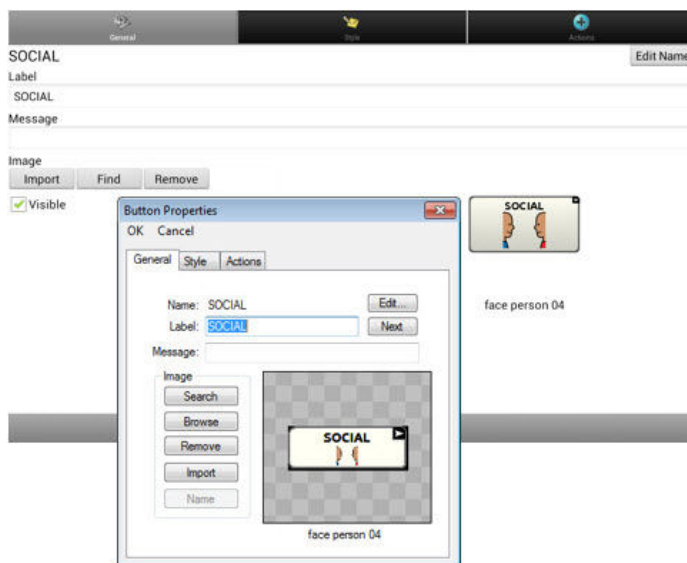 General Style Actions
SOCIAL Edit Name
Label
SOCIAL
Message
Image
Import Find Remove
Visible
SOCIAL
face person 04
Button Properties
OK Cancel
General Style Actions
Name: SOCIAL Edit...
Label: SOCIAL Next
Message:
Image
Search
Browse
Remove
Import
Name
SOCIAL
face person 04